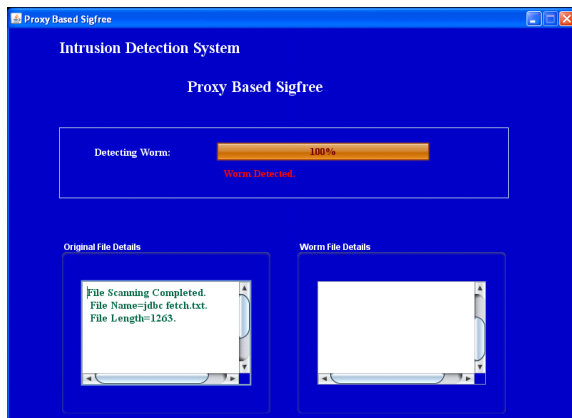 Proxy Based Sigfree
Intrusion Detection System
Proxy Based Sigfree
Detecting Worm:
100%
Worm Detected.
Original File Details
Worm File Details
File Scanning Completed.
File Name=jdbc fetch.txt.
File Length=1263.